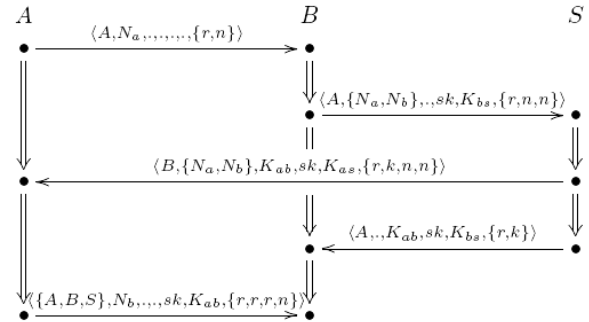 A B S
⟨A,N_a,.,.,.,.,{r,n}⟩
⟨A,{N_a,N_b},.,sk,K_bs,{r,n,n}⟩
⟨B,{N_a,N_b},K_ab,sk,K_as,{r,k,n,n}⟩
⟨A,.,K_ab,sk,K_bs,{r,k}⟩
⟨{A,B,S},N_b,.,.,sk,K_ab,{r,r,r,n}⟩